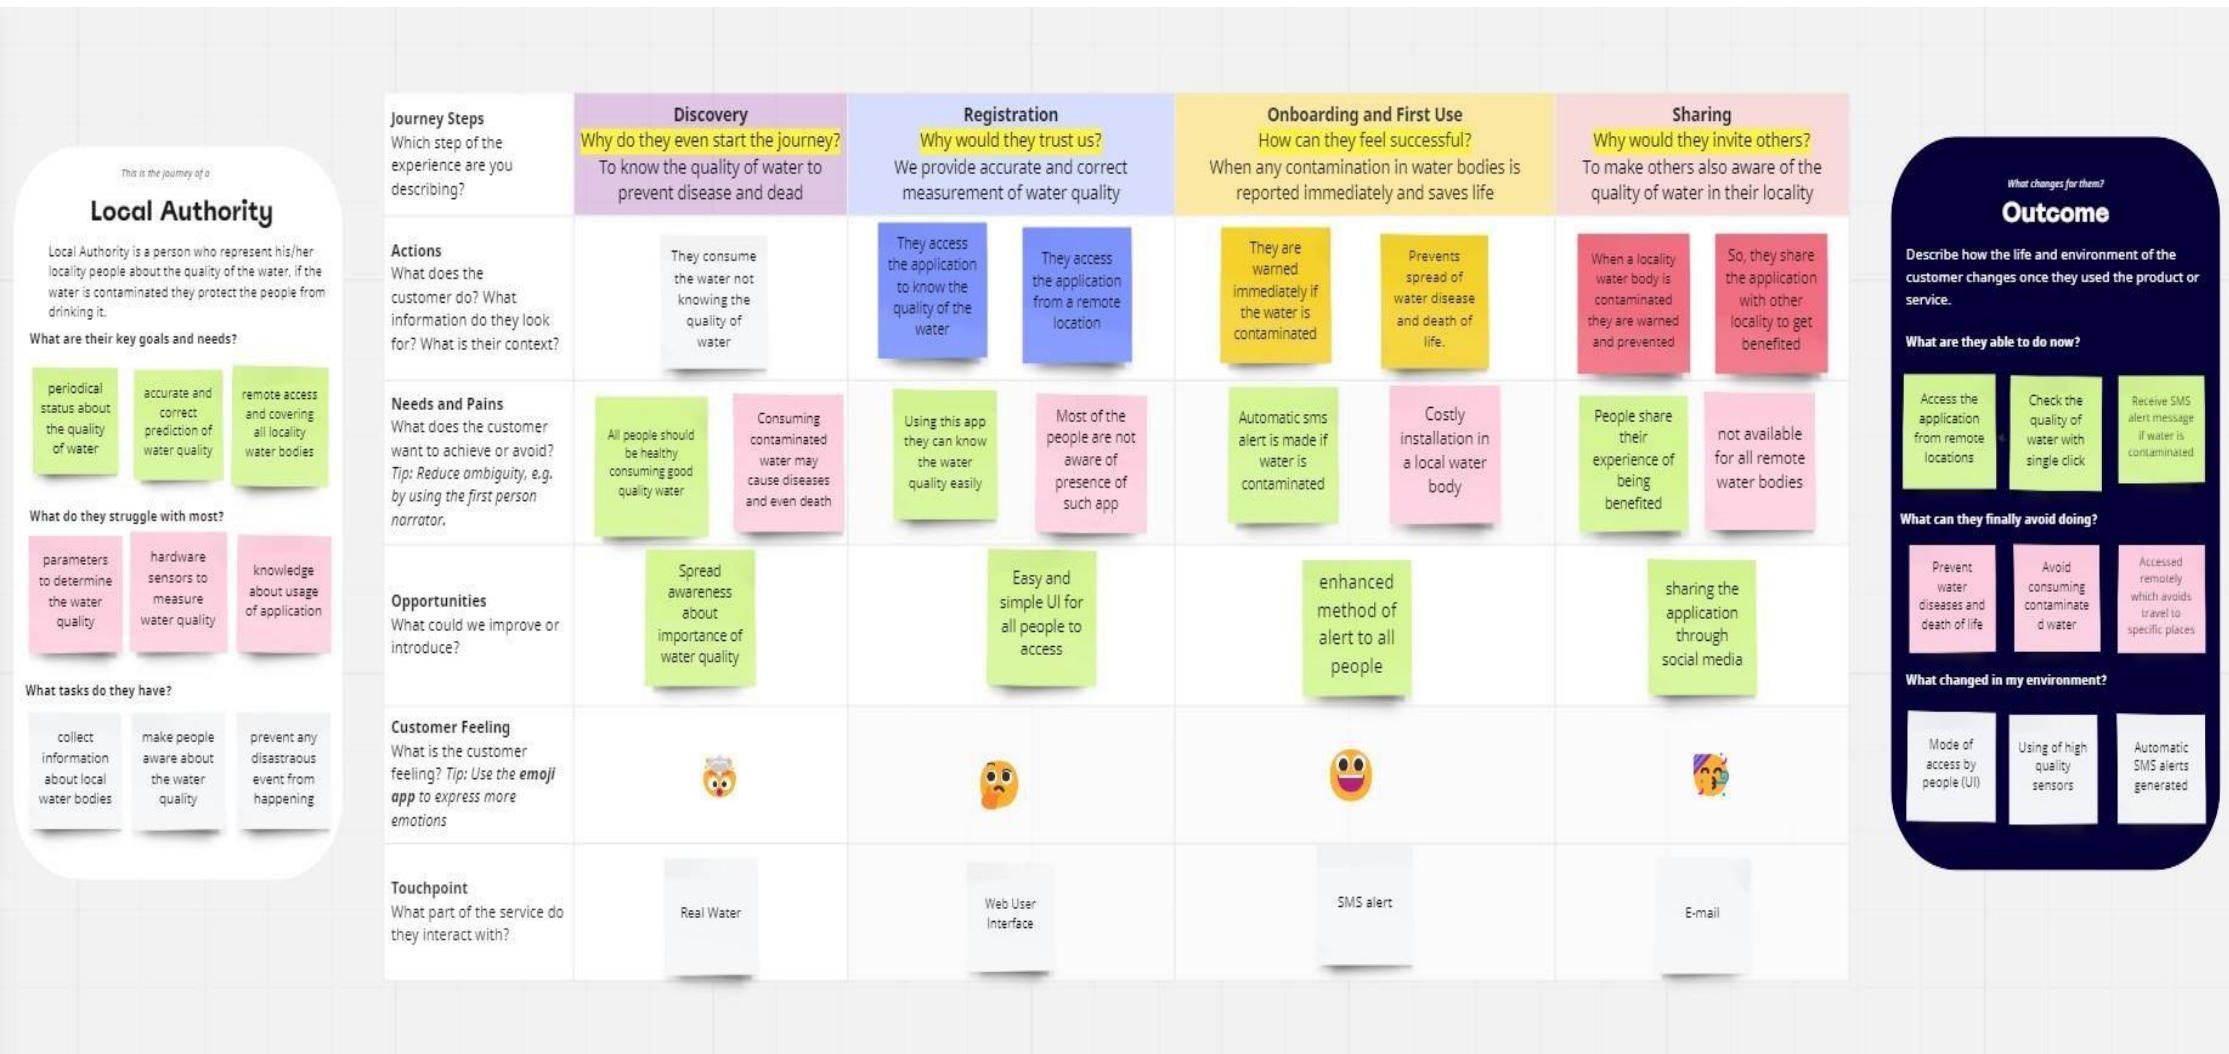 This is the journey of a
Local Authority
Local Authority is a person who represent his/her
locality people about the quality of the water, if the
water is contaminated they protect the people from
drinking it.
What are their key goals and needs?
periodical
status about
the quality
of water
accurate and
correct
prediction of
water quality
remote access
and covering
all locality
water bodies
What do they struggle with most?
parameters
to determine
the water
quality
hardware
sensors to
measure
water quality
knowledge
about usage
of application
What tasks do they have?
collect
information
about local
water bodies
make people
aware about
the water
quality
prevent any
disastraous
event from
happening
Journey Steps
Which step of the
experience are you
describing?
Discovery
Why do they even start the journey?
To know the quality of water to
prevent disease and dead
Registration
Why would they trust us?
We provide accurate and correct
measurement of water quality
Onboarding and First Use
How can they feel successful?
When any contamination in water bodies is
reported immediately and saves life
Sharing
Why would they invite others?
To make others also aware of the
quality of water in their locality
Actions
What does the
customer do? What
information do they look
for? What is their context?
They consume
the water not
knowing the
quality of
water
They access
the application
to know the
quality of the
water
They access
the application
from a remote
location
They are
warned
immediately if
the water is
contaminated
Prevents
spread of
water disease
and death of
life.
When a locality
water body is
contaminated
they are warned
and prevented
So, they share
the application
with other
locality to get
benefited
Needs and Pains
What does the customer
want to achieve or avoid?
Tip: Reduce ambiguity, e.g.
by using the first person
narrator.
All people should
be healthy
consuming good
quality water
Consuming
contaminated
water may
cause diseases
and even death
Using this app
they can know
the water
quality easily
Most of the
people are not
aware of
presence of
such app
Automatic sms
alert is made if
water is
contaminated
Costly
installation in
a local water
body
People share
their
experience of
being
benefited
not available
for all remote
water bodies
Opportunities
What could we improve or
introduce?
Spread
awareness
about
importance of
water quality
Easy and
simple UI for
all people to
access
enhanced
method of
alert to all
people
sharing the
application
through
social media
Customer Feeling
What is the customer
feeling? Tip: Use the emoji
app to express more
emotions
Touchpoint
What part of the service do
they interact with?
Real Water
Web User
Interface
SMS alert
E-mail
What changes for them?
Outcome
Describe how the life and environment of the
customer changes once they used the product or
service.
What are they able to do now?
Access the
application
from remote
locations
Check the
quality of
water with
single click
Receive SMS
alert message
if water is
contaminated
What can they finally avoid doing?
Prevent
water
diseases and
death of life
Avoid
consuming
contaminate
d water
Accessed
remotely
which avoids
travel to
specific places
What changed in my environment?
Mode of
access by
people (UI)
Using of high
quality
sensors
Automatic
SMS alerts
generated